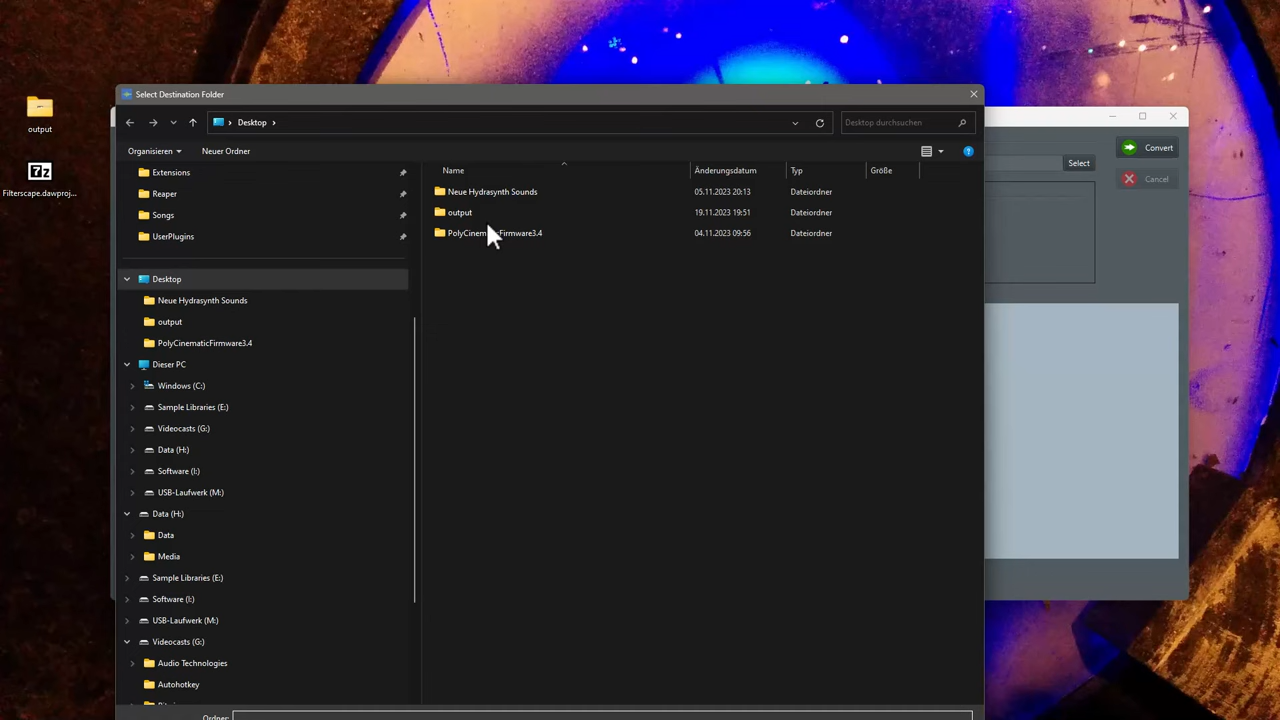 output
7z
Filterscape.dawproj...
Select Destination Folder
Desktop
Desktop durchsuchen
Organisieren
Neuer Ordner
?
Extensions
Reaper
Songs
UserPlugins
Desktop
Neue Hydrasynth Sounds
output
PolyCinematicFirmware3.4
Dieser PC
Windows (C:)
Sample Libraries (E:)
Videocasts (G:)
Data (H:)
Software (I:)
USB-Laufwerk (M:)
Data (H:)
Data
Media
Sample Libraries (E:)
Software (I:)
USB-Laufwerk (M:)
Videocasts (G:)
Audio Technologies
Autohotkey
Name Änderungsdatum Typ Größe
Neue Hydrasynth Sounds 05.11.2023 20:13 Dateiordner
output 19.11.2023 19:51 Dateiordner
PolyCinematicFirmware3.4 04.11.2023 09:56 Dateiordner
Ordner:
Select
Convert
Cancel